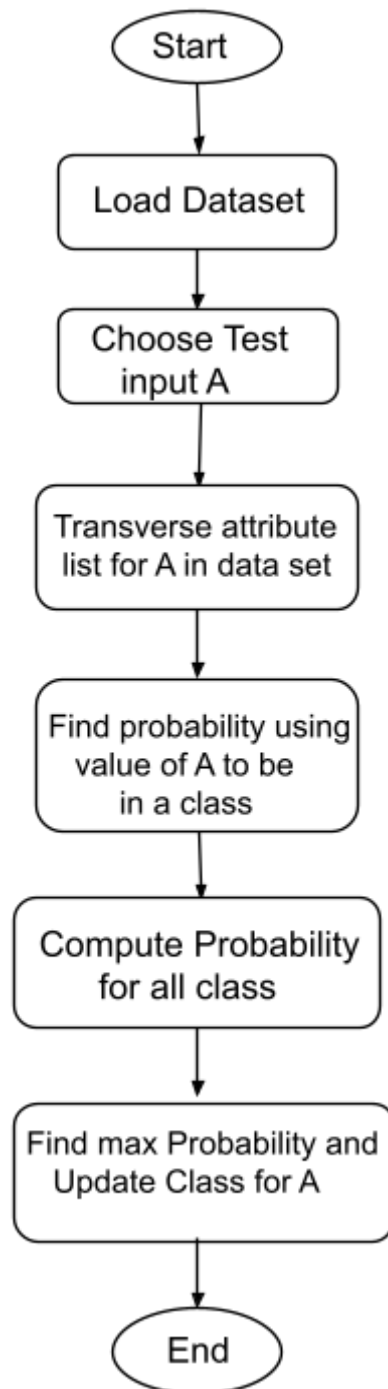 Start
Load Dataset
Choose Test
input A
Transverse attribute
list for A in data set
Find probability using
value of A to be
in a class
Compute Probability
for all class
Find max Probability and
Update Class for A
End